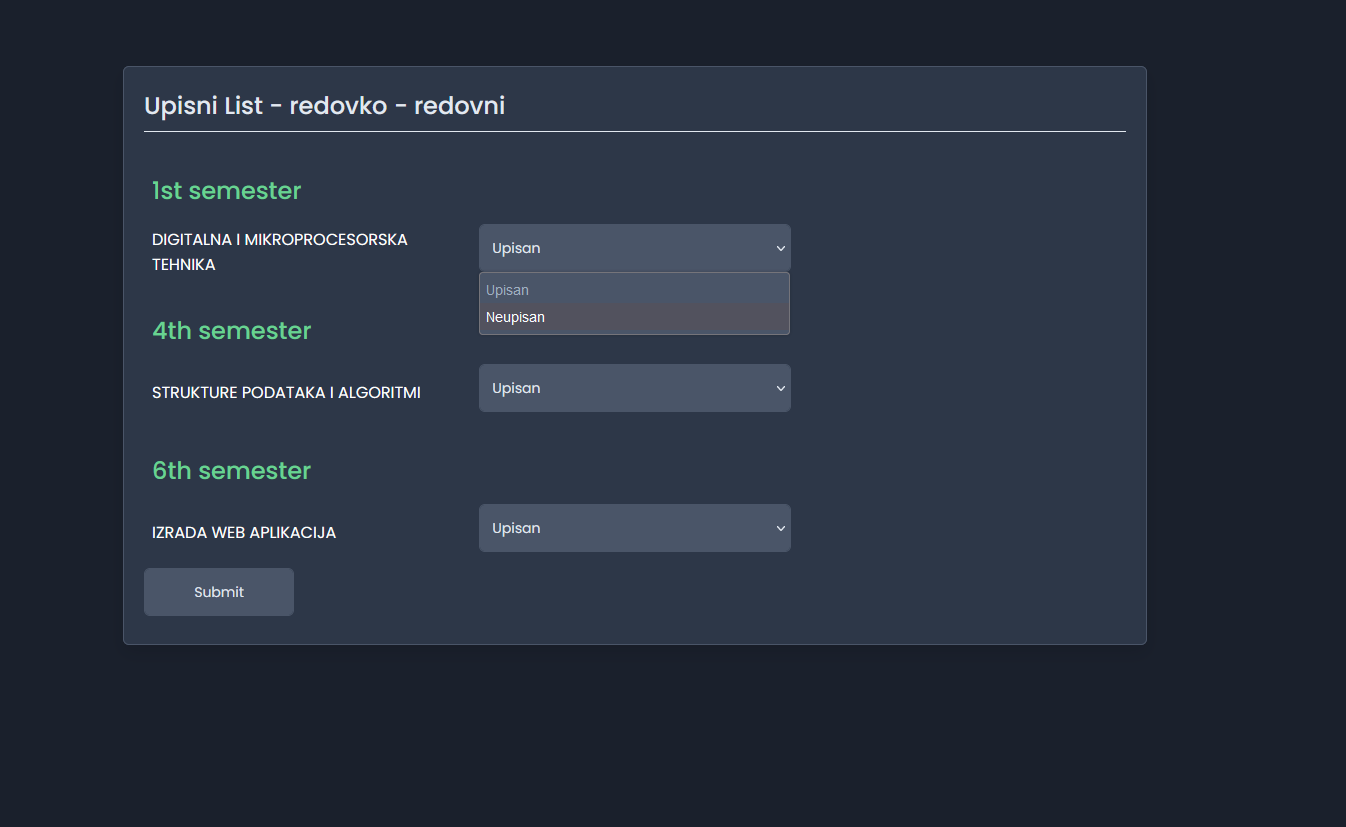 Upisni List - redovko - redovni
1st semester
DIGITALNA I MIKROPROCESORSKA
TEHNIKA
Upisan
Upisan
Neupisan
4th semester
STRUKTURE PODATAKA I ALGORITMI
Upisan
6th semester
IZRADA WEB APLIKACIJA
Upisan
Submit